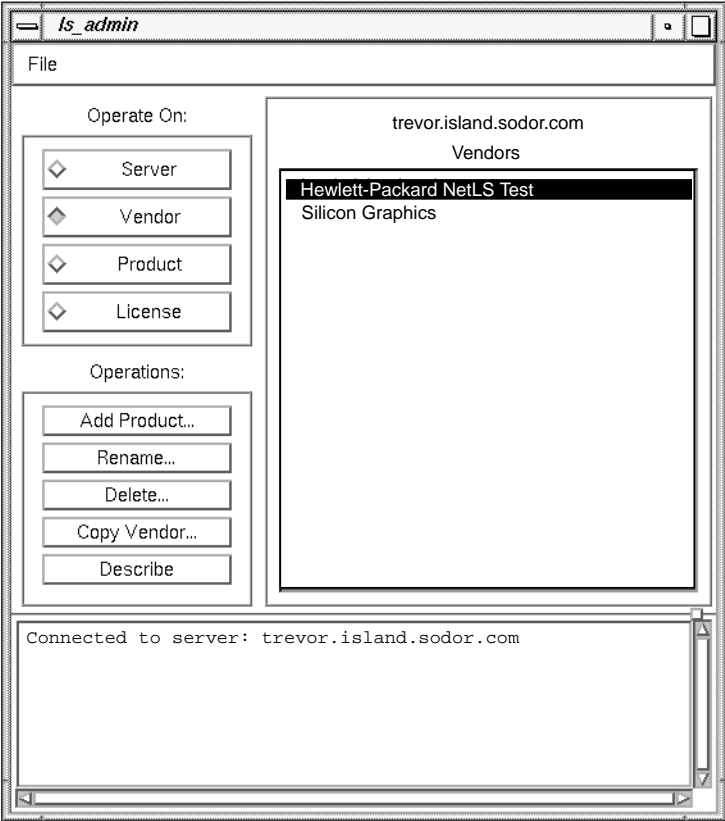 ls_admin
File
Operate On:
Server
Vendor
Product
License
Operations:
Add Product...
Rename...
Delete...
Copy Vendor...
Describe
trevor.island.sodor.com
Vendors
Hewlett-Packard NetLS Test
Silicon Graphics
Connected to server: trevor.island.sodor.com